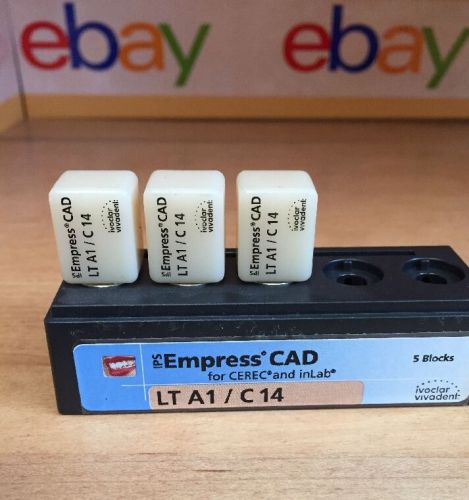 ebay
ebay
IPS Empress® CAD
LT A1 / C 14
ivoclar
vivadent
IPS Empress® CAD
LT A1 / C 14
ivoclar
vivadent
IPS Empress® CAD
LT A1 / C 14
ivoclar
vivadent
IPS Empress® CAD
for CEREC® and inLab®
5 Blocks
LT A1 / C 14
ivoclar
vivadent